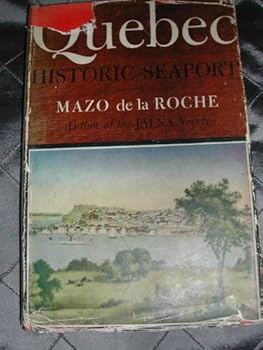 Quebec
HISTORIC SEAPORT
MAZO de la ROCHE
Author of the JALNA Novels